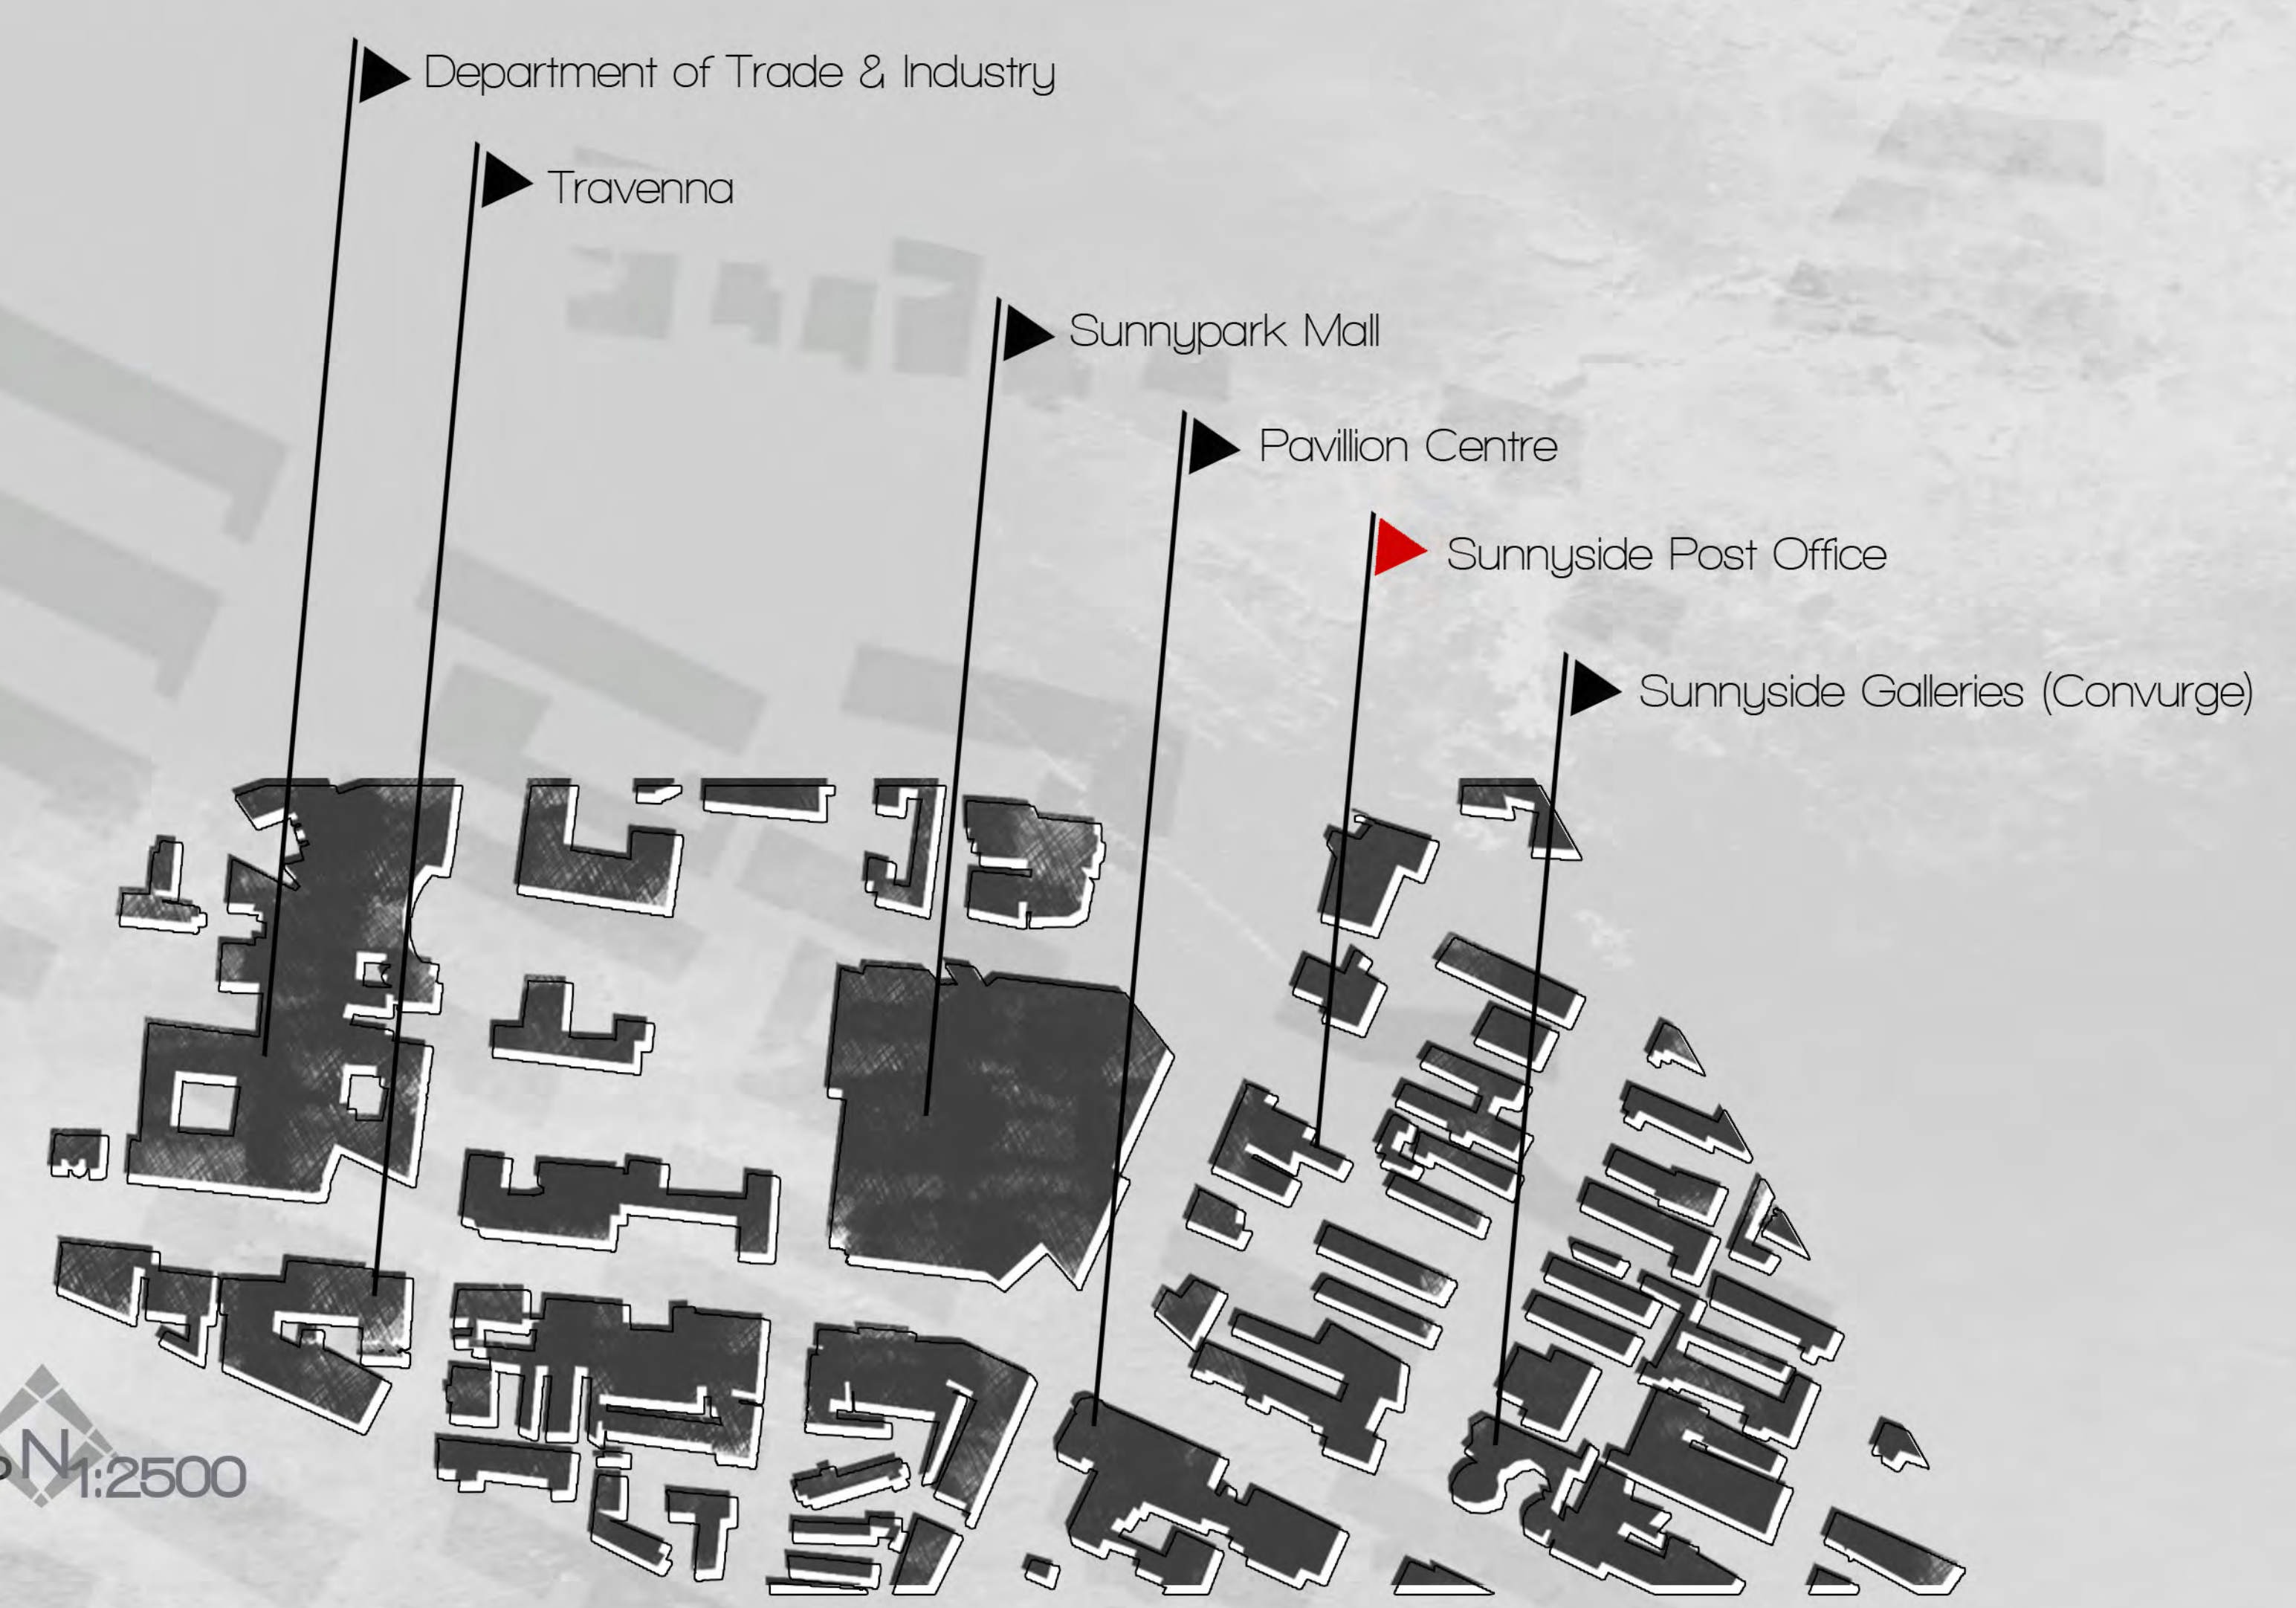 Department of Trade & Industry
Travenna
Sunnypark Mall
Pavillion Centre
Sunnyside Post Office
Sunnyside Galleries (Convurge)
N 1:2500